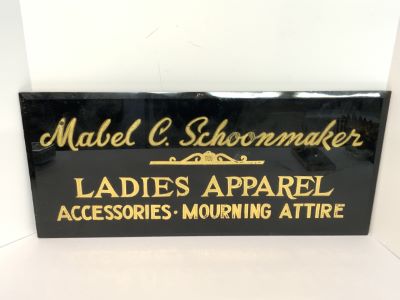 Mabel C. Schoonmaker
LADIES APPAREL
ACCESSORIES · MOURNING ATTIRE